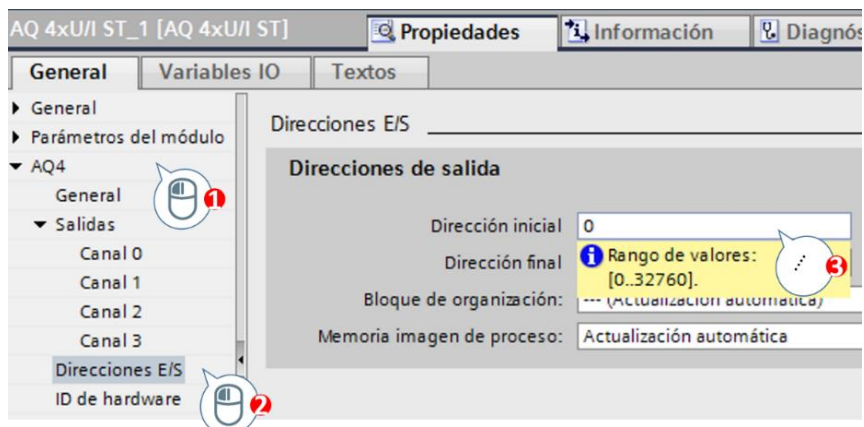 AQ 4xU/I ST_1 [AQ 4xU/I ST]
Propiedades
Información
Diagnós
General
Variables IO
Textos
General
Parámetros del módulo
AQ4
General
Salidas
Canal 0
Canal 1
Canal 2
Canal 3
Direcciones E/S
ID de hardware
1
2
Direcciones E/S
Direcciones de salida
Dirección inicial 0
Dirección final
Rango de valores:
[0..32760].
3
Bloque de organización: --- (Actualización automática)
Memoria imagen de proceso: Actualización automática